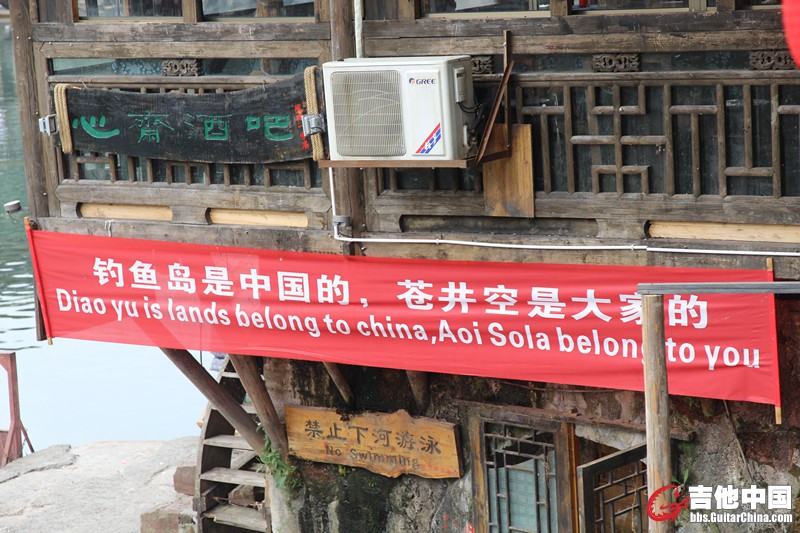 GREE
心齋酒吧
钓鱼岛是中国的，苍井空是大家的
Diao yu is lands belong to china,Aoi Sola belong to you
禁止下河游泳
No Swimming
吉他中国
bbs.GuitarChina.com